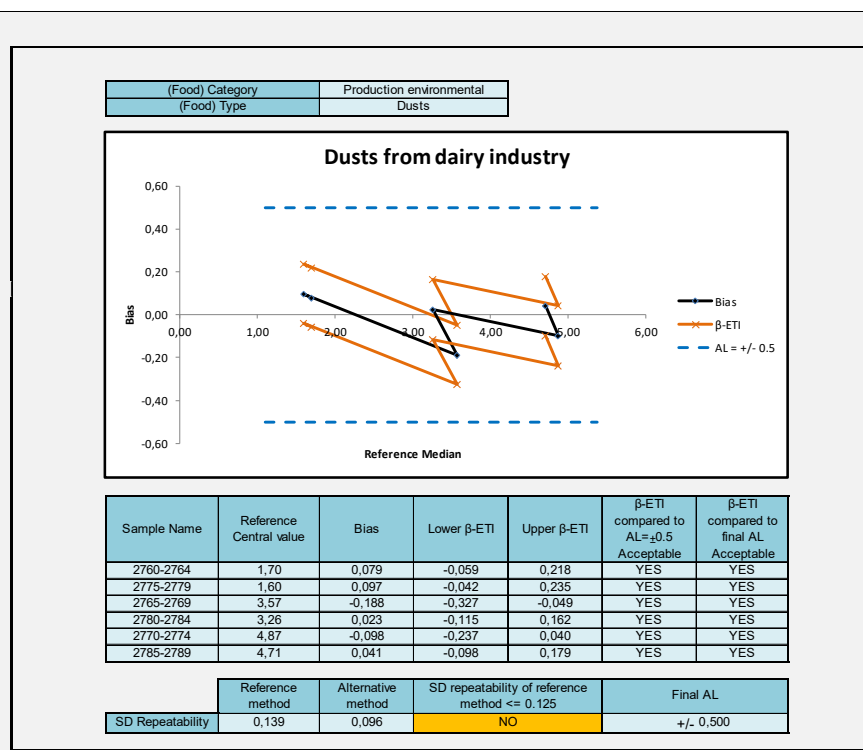 (Food) Category Production environmental
(Food) Type Dusts
Dusts from dairy industry
0,60
0,40
0,20
0,00
-0,20
-0,40
-0,60
0,00 1,00 2,00 3,00 4,00 5,00 6,00
Bias
Reference Median
Bias
β-ETI
AL = +/- 0.5
Sample Name Reference Central value Bias Lower β-ETI Upper β-ETI β-ETI compared to AL=±0.5 Acceptable β-ETI compared to final AL Acceptable
2760-2764 1,70 0,079 -0,059 0,218 YES YES
2775-2779 1,60 0,097 -0,042 0,235 YES YES
2765-2769 3,57 -0,188 -0,327 -0,049 YES YES
2780-2784 3,26 0,023 -0,115 0,162 YES YES
2770-2774 4,87 -0,098 -0,237 0,040 YES YES
2785-2789 4,71 0,041 -0,098 0,179 YES YES
Reference method Alternative method SD repeatability of reference method <= 0.125 Final AL
SD Repeatability 0,139 0,096 NO +/- 0,500